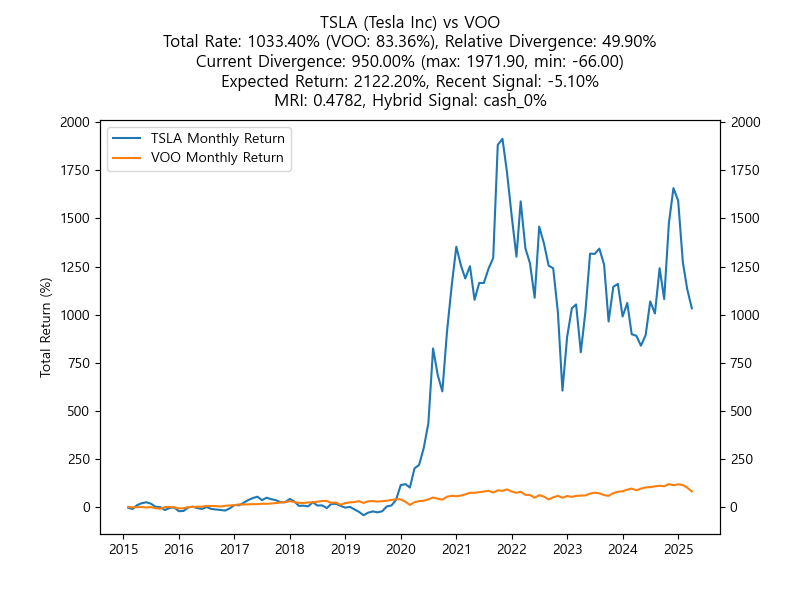 TSLA (Tesla Inc) vs VOO
Total Rate: 1033.40% (VOO: 83.36%), Relative Divergence: 49.90%
Current Divergence: 950.00% (max: 1971.90, min: -66.00)
Expected Return: 2122.20%, Recent Signal: -5.10%
MRI: 0.4782, Hybrid Signal: cash_0%
TSLA Monthly Return
VOO Monthly Return
Total Return (%)
2000
1750
1500
1250
1000
750
500
250
0
2000
1750
1500
1250
1000
750
500
250
0
2015 2016 2017 2018 2019 2020 2021 2022 2023 2024 2025